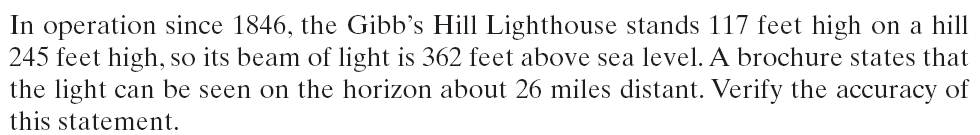 In operation since 1846, the Gibb's Hill Lighthouse stands 117 feet high on a hill
245 feet high, so its beam of light is 362 feet above sea level. A brochure states that
the light can be seen on the horizon about 26 miles distant. Verify the accuracy of
this statement.